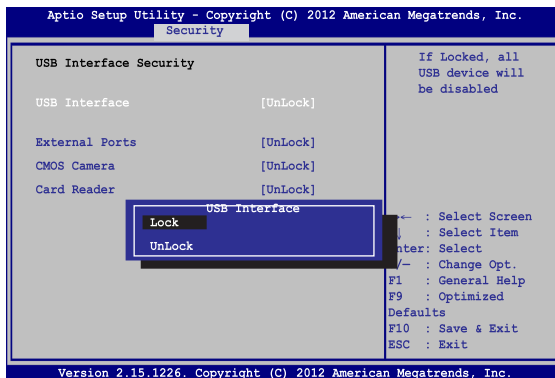 Aptio Setup Utility - Copyright (C) 2012 American Megatrends, Inc.
Security
USB Interface Security
USB Interface [UnLock]
External Ports [UnLock]
CMOS Camera [UnLock]
Card Reader [UnLock]
USB Interface
Lock
UnLock
If Locked, all
USB device will
be disabled
← : Select Screen
↓ : Select Item
nter: Select
/— : Change Opt.
F1 : General Help
F9 : Optimized
Defaults
F10 : Save & Exit
ESC : Exit
Version 2.15.1226. Copyright (C) 2012 American Megatrends, Inc.